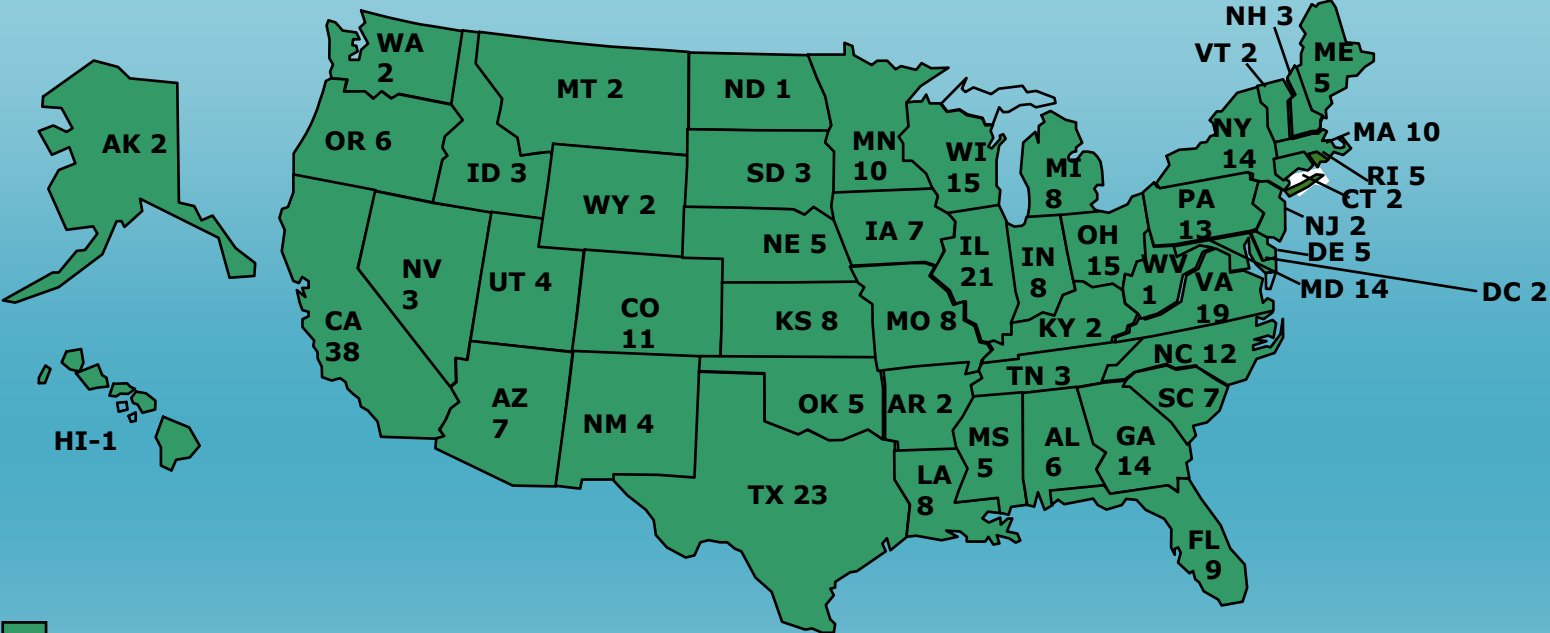 NH 3
VT 2
ME
5
WA
2
MT 2
ND 1
AK 2
OR 6
ID 3
MN
10
WI
15
MI
8
NY
14
MA 10
RI 5
CT 2
SD 3
WY 2
PA
13
NJ 2
DE 5
DC 2
MD 14
NE 5
IA 7
IL
21
IN
8
OH
15
WV
1
VA
19
NV
3
UT 4
CO
11
KS 8
MO 8
KY 2
CA
38
NC 12
TN 3
SC 7
AZ
7
NM 4
OK 5
AR 2
HI-1
MS
5
AL
6
GA
14
LA
8
TX 23
FL
9